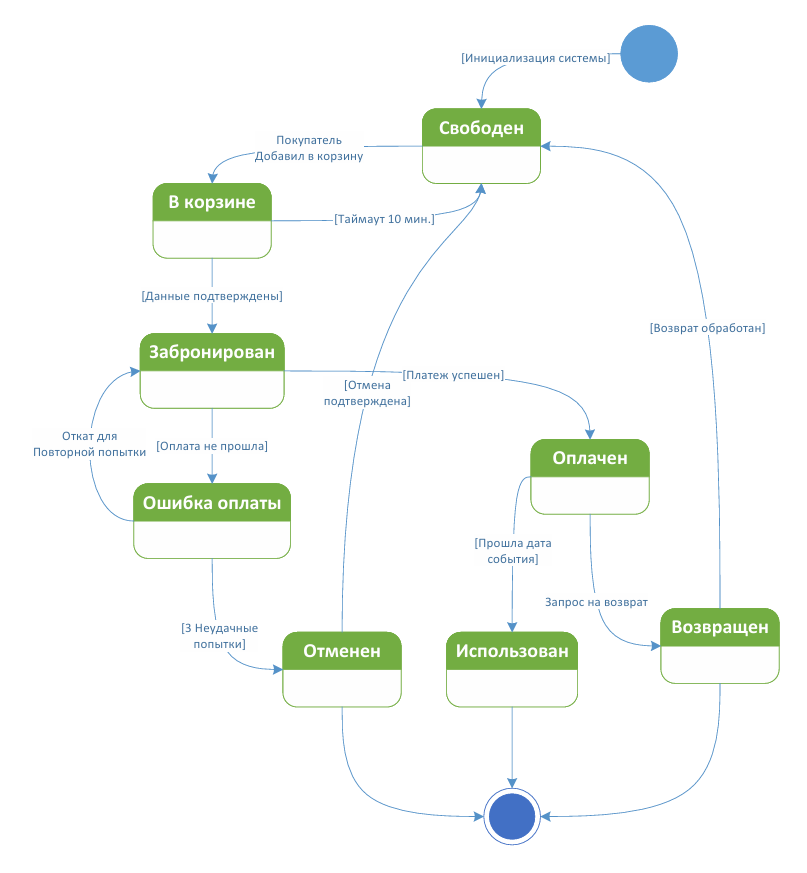 [Инициализация системы]
Свободен
Покупатель
Добавил в корзину
В корзине
[Таймаут 10 мин.]
[Данные подтверждены]
[Возврат обработан]
Забронирован
[Платеж успешен]
[Отмена
подтверждена]
Откат для
Повторной попытки
[Оплата не прошла]
Оплачен
Ошибка оплаты
[Прошла дата
события]
Запрос на возврат
[3 Неудачные
попытки]
Возвращен
Отменен
Использован